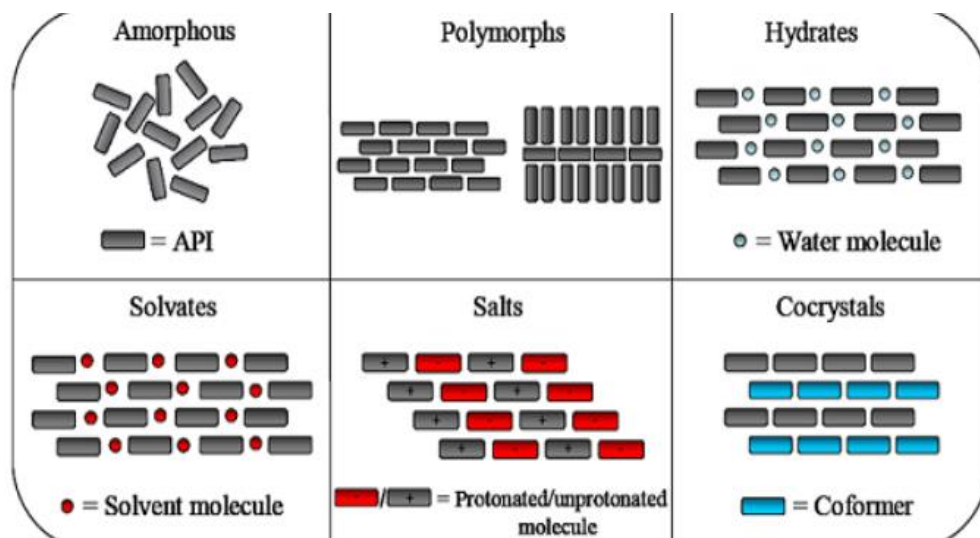 Amorphous
= API
Polymorphs
Hydrates
= Water molecule
Solvates
= Solvent molecule
Salts
+ - + -
+ - + -
+ - + -
+ - + -
-/+ = Protonated/unprotonated
molecule
Cocrystals
= Coformer